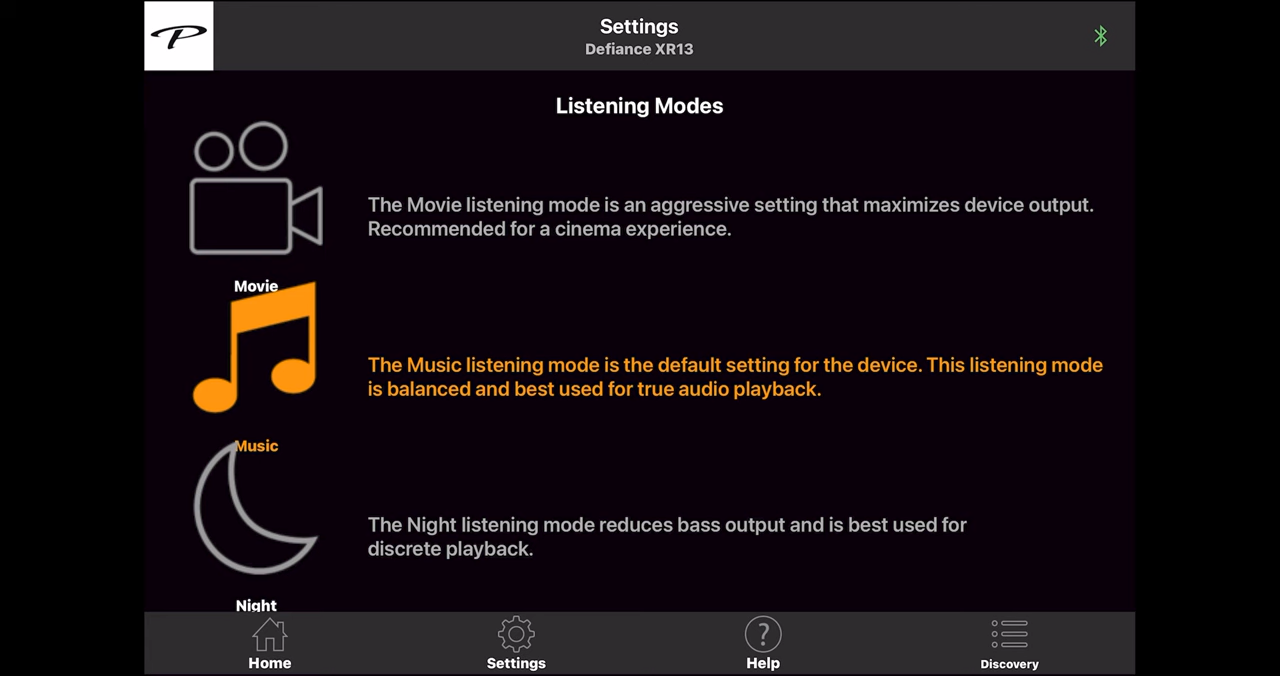 Settings
Defiance XR13
Listening Modes
The Movie listening mode is an aggressive setting that maximizes device output.
Recommended for a cinema experience.
Movie
The Music listening mode is the default setting for the device. This listening mode
is balanced and best used for true audio playback.
Music
The Night listening mode reduces bass output and is best used for
discrete playback.
Night
Home
Settings
?
Help
Discovery